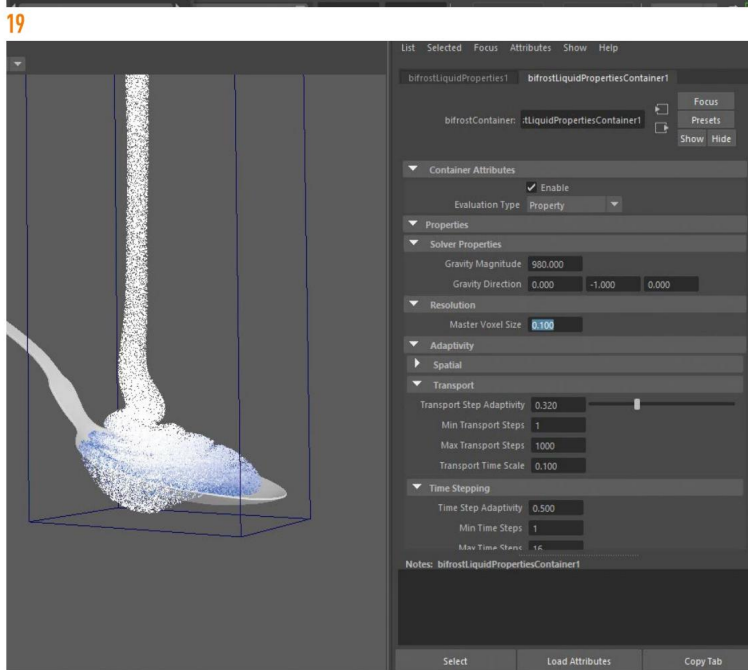 19
List Selected Focus Attributes Show Help
bifrostLiquidProperties1 bifrostLiquidPropertiesContainer1
Focus
bifrostContainer: :tLiquidPropertiesContainer1
Presets
Show Hide
Container Attributes
Enable
Evaluation Type Property
Properties
Solver Properties
Gravity Magnitude 980.000
Gravity Direction 0.000 -1.000 0.000
Resolution
Master Voxel Size 0.100
Adaptivity
Spatial
Transport
Transport Step Adaptivity 0.320
Min Transport Steps 1
Max Transport Steps 1000
Transport Time Scale 0.100
Time Stepping
Time Step Adaptivity 0.500
Min Time Steps 1
Max Time Steps 16
Notes: bifrostLiquidPropertiesContainer1
Select Load Attributes Copy Tab